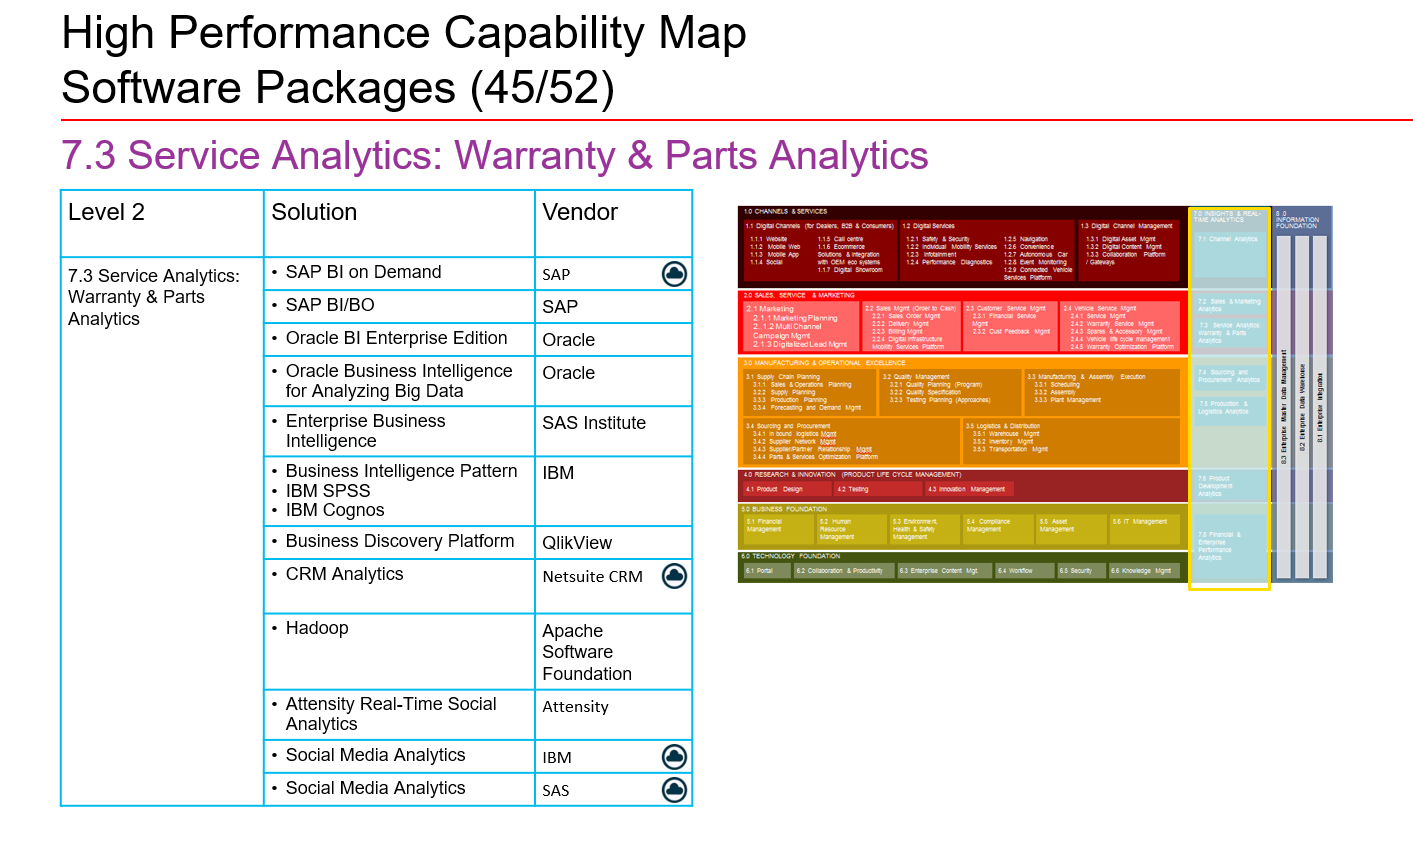 High Performance Capability Map
Software Packages (45/52)
7.3 Service Analytics: Warranty & Parts Analytics
Level 2
Solution
Vendor
7.3 Service Analytics:
Warranty & Parts
Analytics
• SAP BI on Demand
SAP
• SAP BI/BO
SAP
• Oracle BI Enterprise Edition
Oracle
• Oracle Business Intelligence
for Analyzing Big Data
Oracle
• Enterprise Business
Intelligence
SAS Institute
• Business Intelligence Pattern
• IBM SPSS
• IBM Cognos
IBM
• Business Discovery Platform
QlikView
• CRM Analytics
Netsuite CRM
• Hadoop
Apache
Software
Foundation
• Attensity Real-Time Social
Analytics
Attensity
• Social Media Analytics
IBM
• Social Media Analytics
SAS
1.0 CHANNELS & SERVICES
1.1 Digital Channels (for Dealers, B2B & Consumers)
1.1.1 Website
1.1.2 Mobile Web
1.1.3 Mobile App
1.1.4 Social
1.1.5 Call centre
1.1.6 Ecommerce
Solutions & Integration
with OEM eco systems
1.1.7 Digital Showroom
1.2 Digital Services
1.2.1 Safety & Security
1.2.2 Individual Mobility Services
1.2.3 Infotainment
1.2.4 Performance Diagnostics
1.2.5 Navigation
1.2.6 Convenience
1.2.7 Autonomous Car
1.2.8 Event Monitoring
1.2.9 Connected Vehicle
Services Platform
1.3 Digital Channel Management
1.3.1 Digital Asset Mgmt
1.3.2 Digital Content Mgmt
1.3.3 Collaboration Platform
/ Gateways
2.0 SALES, SERVICE & MARKETING
2.1 Marketing
2.1.1 Marketing Planning
2. 1.2 Multi Channel
Campaign Mgmt
2.1.3 Digitalized Lead Mgmt
2.2 Sales Mgmt (Order to Cash)
2.2.1 Sales Order Mgmt
2.2.2 Delivery Mgmt
2.2.3 Billing Mgmt
2.2.4 Digital Infrastructure
Mobility Services Platform
2.3 Customer Service Mgmt
2.3.1 Financial Service
Mgmt
2.3.2 Cust Feedback Mgmt
2.4 Vehicle Service Mgmt
2.4.1 Service Mgmt
2.4.2 Warranty Service Mgmt
2.4.3 Spares & Accessory Mgmt
2.4.4 Vehicle life cycle management
2.4.5 Warranty Optimization Platform
3.0 MANUFACTURING & OPERATIONAL EXCELLENCE
3.1 Supply Chain Planning
3.1.1 Sales & Operations Planning
3.2.2 Supply Planning
3.3.3 Production Planning
3.3.4 Forecasting and Demand Mgmt
3.2 Quality Management
3.2.1 Quality Planning (Program)
3.2.2 Quality Specification
3.2.3 Testing Planning (Approaches)
3.3 Manufacturing & Assembly Execution
3.3.1 Scheduling
3.3.2 Assembly
3.3.3 Plant Management
3.4 Sourcing and Procurement
3.4.1 In bound logistics Mgmt
3.4.2 Supplier Network Mgmt
3.4.3 Supplier/Partner Relationship Mgmt
3.4.4 Parts & Services Optimization Platform
3.5 Logistics & Distribution
3.5.1 Warehouse Mgmt
3.5.2 Inventory Mgmt
3.5.3 Transportation Mgmt
4.0 RESEARCH & INNOVATION (PRODUCT LIFE CYCLE MANAGEMENT)
4.1 Product Design
4.2 Testing
4.3 Innovation Management
5.0 BUSINESS FOUNDATION
5.1 Financial
Management
5.2 Human
Resource
Management
5.3 Environment,
Health & Safety
Management
5.4 Compliance
Management
5.5 Asset
Management
5.6 IT Management
6.0 TECHNOLOGY FOUNDATION
6.1 Portal
6.2 Collaboration & Productivity
6.3 Enterprise Content Mgt.
6.4 Workflow
6.5 Security
6.6 Knowledge Mgmt
7.0 INSIGHTS & REAL-
TIME ANALYTICS
7.1 Channel Analytics
7.2 Sales & Marketing
Analytics
7.3 Service Analytics:
Warranty & Parts
Analytics
7.4 Sourcing and
Procurement Analytics
7.5 Production &
Logistics Analytics
7.6 Product
Development
Analytics
7.8 Financial &
Enterprise
Performance
Analytics
8 .0
INFORMATION
FOUNDATION
8.3 Enterprise Master Data Management
8.2 Enterprise Data Warehouse
8.1 Enterprise Integration